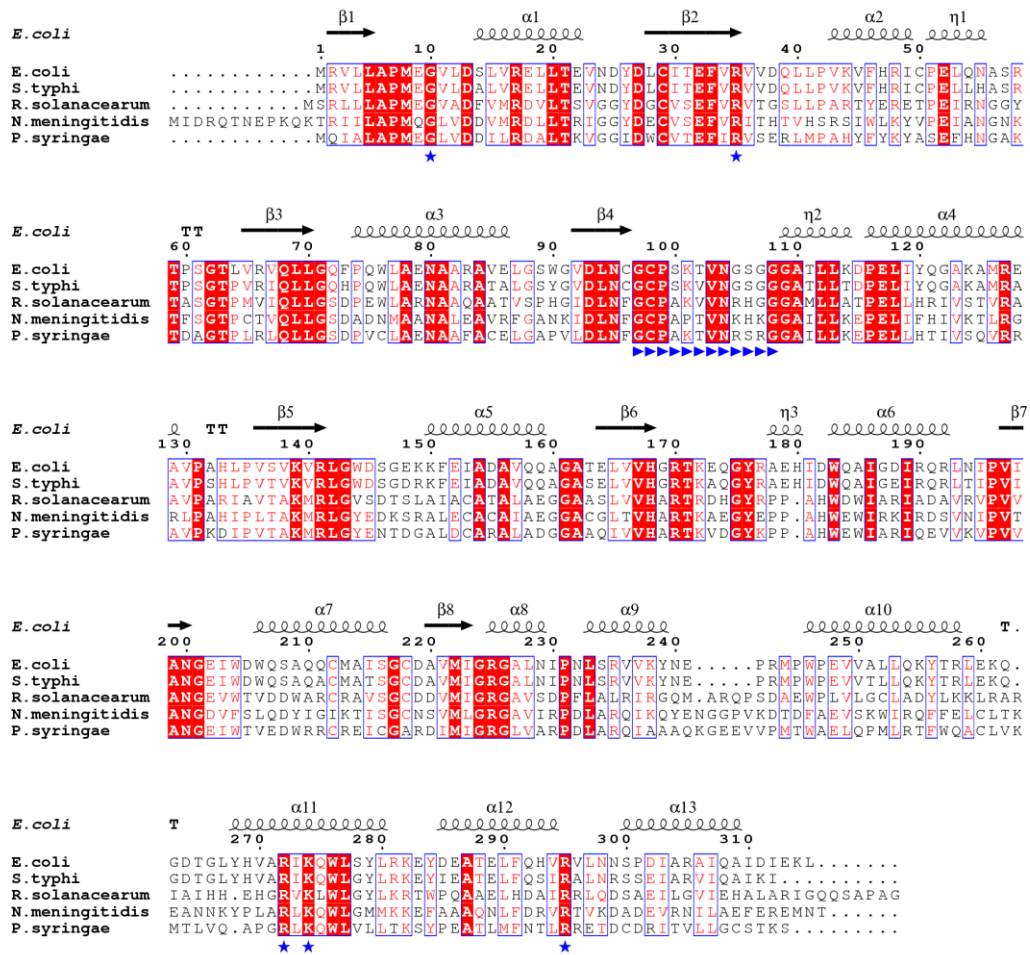 β1 α1 β2 α2 η1
E.coli
1 10 20 30 40 50
E.coli ............MRVLLAPMEGVLDSLVRELLTEVNDYDLCITEFVRVVDQLLPVKVFHRICPELQNASR
S.typhi ............MRVLLAPMEGVLDSLVRELLTEVNDYDLCITEFVRVVDQLLPVKVFHRICPELHNASR
R.solanacearum ...........MSRLLLAPMEGVADFVMRDVLTSVGGYDGCVSEFVRVTGSLLPARTYERETPEIRNGGY
N.meningitidis MIDRQTNEPKQKTRIILAPMQGLVDDVMRDLLTRIGGYDECVSEFVRITHTVHSRSIWLKYVPEIANGNK
P.syringae ............MQIALAPMEGLVDDILRDALTKVGGIDWCVTEFIRVSERLMPAHYFYKYASEFHNGAK
β3 α3 β4 η2 α4
E.coli TT
60 70 80 90 100 110 120
E.coli TPSGTLVRVQLLGQFPQWLAENAARAVELGSWGVDLNCGCPSKTVNGSGGGATLLKDPELIYQGAKAMRE
S.typhi TPSGTPVRIQLLGQHPQWLAENAARATALGSYGVDLNCGCPSKVVNGSGGGATLLKDPELIYQGAKAMRA
R.solanacearum TASGTPMVIQLLGSDPEWLARNAAQAATVSPHGIDLNFGCPAKVVNRHGGGAMLLATPELLHRIVSTVRA
N.meningitidis TFSGTPCTVQLLGSDADNMAANALEAVRFGANKIDLNFGCPAPTVNKHKGGAILLKEPELIFHIVKTLRG
P.syringae TDAGTPLRLQLLGSDPVCLAENAAFACELGAPVLDLNFGCPAKTVNRSRGGAILLKEPELLHTIVSQVRR
β5 α5 β6 η3 α6 β7
E.coli TT
130 140 150 160 170 180 190
E.coli AVPAHLPVSVKVRLGWDSGEKKFEIADAVQQAGATELVVHGRTKEQGYRAEHIDWQAIGDIRQRLNIPVI
S.typhi AVPSHLPVTVKVRLGWDSGDRKFEIADAVQQAGASELVVHGRTKAQGYRAEHIDWQAIGEIRQRLTIPVI
R.solanacearum AVPARIAVTAKMRLGVSDTSLAIACATALAEGGAASLVVHARTRDHGYRPP.AHWDWIARIADAVRVPVV
N.meningitidis RLPAHIPLTAKMRLGYEDKSRALECACAIAEGGACGLTVHARTKAEGYEPP.AHWEWIRKIRDSVNIPVT
P.syringae AVPKDIPVTAKMRLGYENTDGALDCARALADGGAAQIVVHARTKVDGYKPP.AHWEWIARIQEVVKVPVV
α7 β8 α8 α9 α10
E.coli T.
200 210 220 230 240 250 260
E.coli ANGEIWDWQSAQQCMAISGCDAVMIGRGALNIPNLSRVVKYNE.....PRMPWPEVVALLQKYTRLEKQ.
S.typhi ANGEIWDWQSAQACMATSGCDAVMIGRGALNIPNLSRVVKYNE.....PRMPWPEVVTLLQKYTRLEKQ.
R.solanacearum ANGEVWTVDDWARCRAVSGCDDVMIGRGAVSDPFLALRIRGQM.ARQPSDAEWPLVLGCLADYLKKLRAR
N.meningitidis ANGDVFSLQDYIGIKTISGCNSVMLGRGAVIRPDLARQIKQYENGGPVKDTDFAEVSKWIRQFFELCLTK
P.syringae ANGEIWTVEDWRRCREICGARDIMIGRGLVARPDLARQIAAAQKGEEVVPMTWAELQPMLRTFWQACLVK
α11 α12 α13
E.coli T
270 280 290 300 310
E.coli GDTGLYHVARIKQWLSYLRKEYDEATELFQHVRVLNNSPDIARAIQAIDIEKL.......
S.typhi GDTGLYHVARIKQWLGYLRKEYIEATELFQSIRALNRSSEIARAIQAIKI..........
R.solanacearum IAIHH.EHGRVKLWLGYLKRTWPQAAELHDAIRRLQDSAEILGVIEHALARIGQQSAPAG
N.meningitidis EANNKYPLARLKQWLGMMKKEFAAAQNLFDRVRTVKDADEVRNILAEFEREMNT......
P.syringae MTLVQ.APGRLKQWLVLLTKSYPEATLMFNTLRRETDCDRITVLLGCSTKS.........